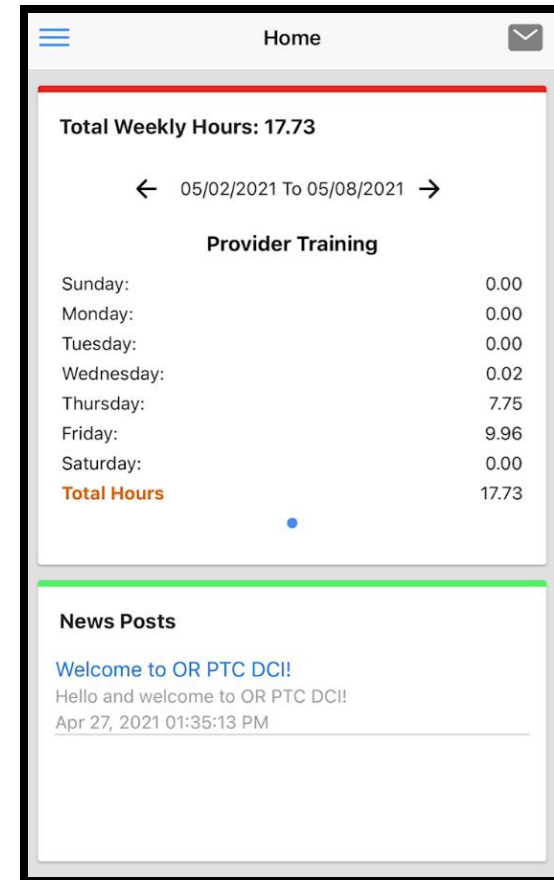 Home
Total Weekly Hours: 17.73
05/02/2021 To 05/08/2021
Provider Training
Sunday: 0.00
Monday: 0.00
Tuesday: 0.00
Wednesday: 0.02
Thursday: 7.75
Friday: 9.96
Saturday: 0.00
Total Hours 17.73
News Posts
Welcome to OR PTC DCI!
Hello and welcome to OR PTC DCI!
Apr 27, 2021 01:35:13 PM